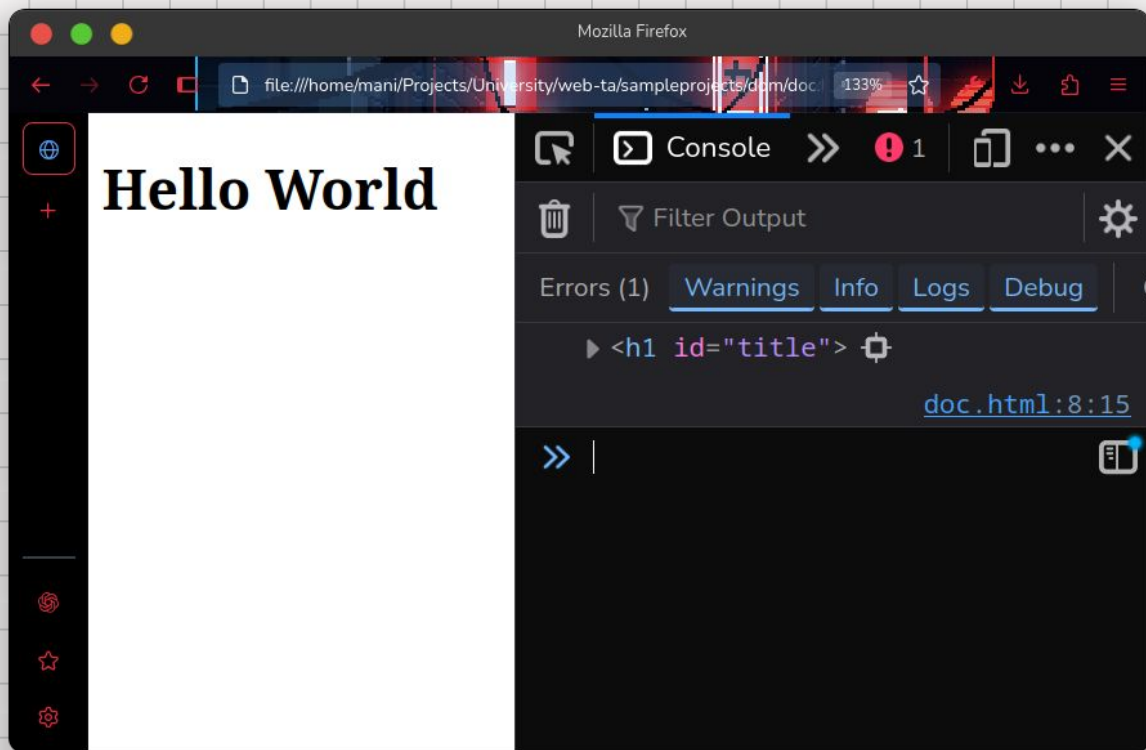 Mozilla Firefox
file:///home/mani/Projects/University/web-ta/sampleprojects/dom/doc. 133%
Hello World
Console 1
Filter Output
Errors (1) Warnings Info Logs Debug
<h1 id="title">
doc.html:8:15